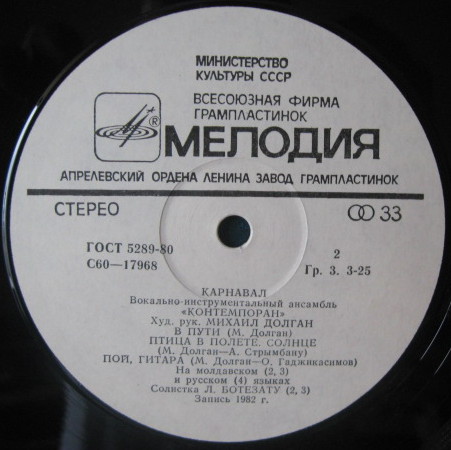 МИНИСТЕРСТВО
КУЛЬТУРЫ СССР
ВСЕСОЮЗНАЯ ФИРМА
ГРАМПЛАСТИНОК
®
МЕЛОДИЯ
АПРЕЛЕВСКИЙ ОРДЕНА ЛЕНИНА ЗАВОД ГРАМПЛАСТИНОК
СТЕРЕО
33
ГОСТ 5289-80
С60—17968
2
Гр. 3. 3-25
КАРНАВАЛ
Вокально-инструментальный ансамбль
«КОНТЕМПОРАН»
Худ. рук. МИХАИЛ ДОЛГАН
В ПУТИ (М. Долган)
ПТИЦА В ПОЛЕТЕ. СОЛНЦЕ
(М. Долган—А. Стрымбану)
ПОЙ, ГИТАРА (М. Долган—О. Гаджикасимов)
На молдавском (2, 3)
и русском (4) языках
Солистка Л. БОТЕЗАТУ (2, 3)
Запись 1982 г.